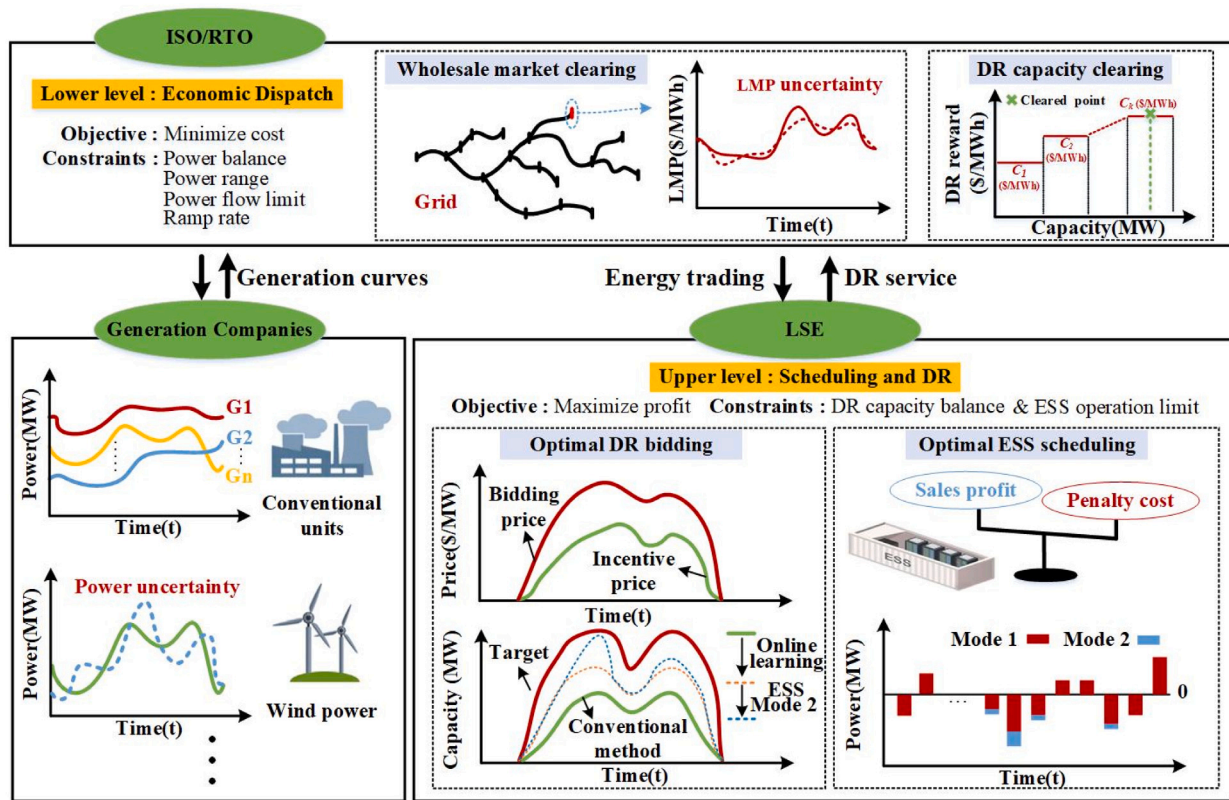 ISO/RTO
Lower level : Economic Dispatch
Objective : Minimize cost
Constraints : Power balance
Power range
Power flow limit
Ramp rate
Wholesale market clearing
Grid
LMP uncertainty
LMP($/MWh)
Time(t)
DR capacity clearing
Cleared point
C1
($/MWh)
C2
($/MWh)
Ck ($/MWh)
DR reward
($/MWh)
Capacity(MW)
Generation curves
Energy trading
DR service
Generation Companies
Power(MW)
G1
G2
Gn
Time(t)
Conventional
units
Power uncertainty
Power(MW)
Time(t)
Wind power
LSE
Upper level : Scheduling and DR
Objective : Maximize profit Constraints : DR capacity balance & ESS operation limit
Optimal DR bidding
Price($/MW)
Bidding
price
Incentive
price
Time(t)
Capacity (MW)
Target
Conventional
method
Online
learning
ESS
Mode 2
Time(t)
Optimal ESS scheduling
Sales profit
Penalty cost
ESS
Mode 1
Mode 2
Power(MW)
...
0
Time(t)